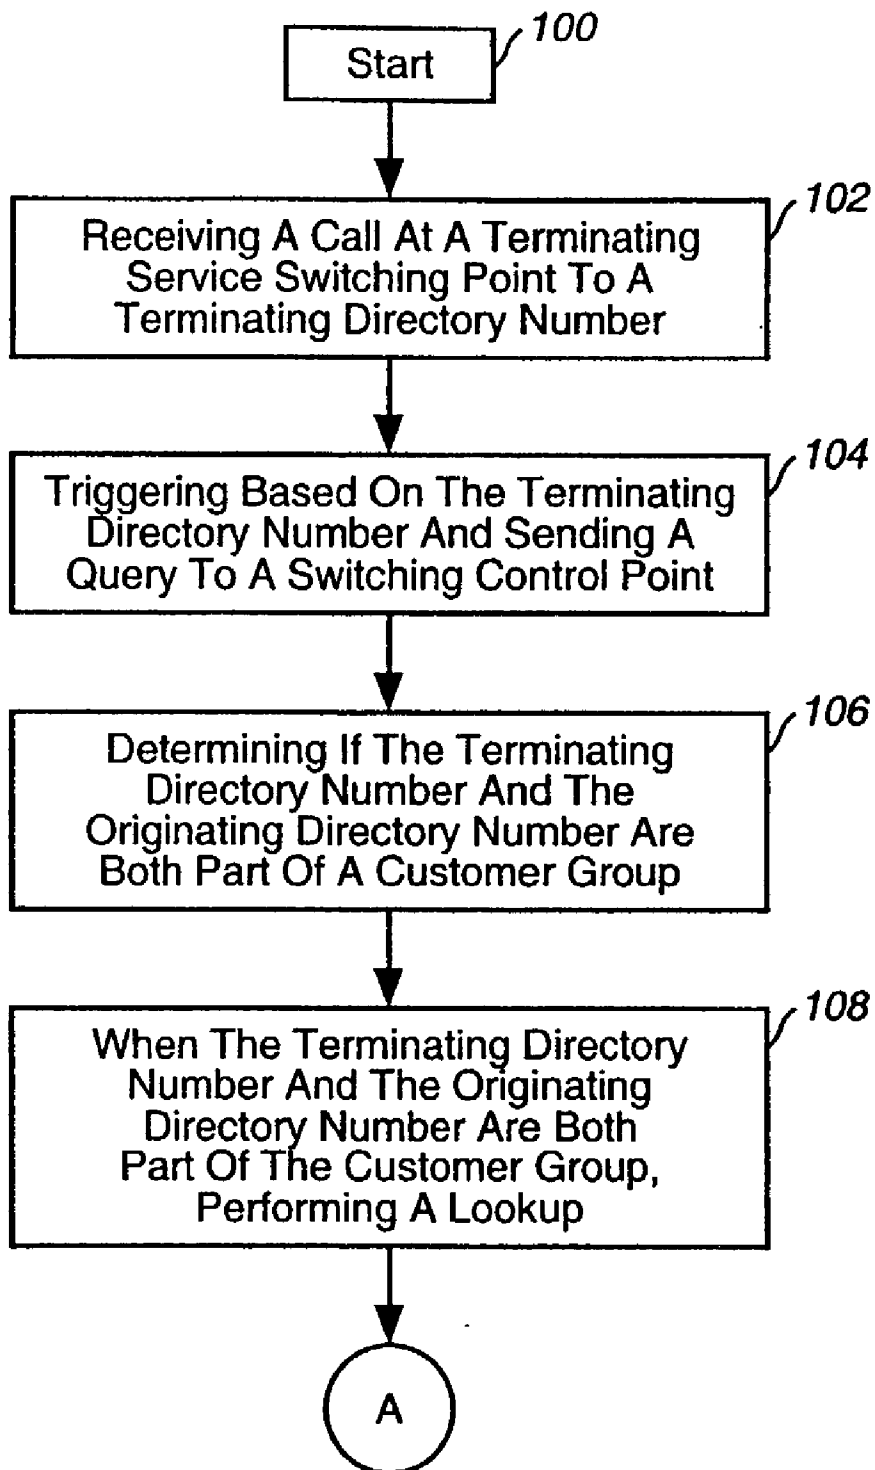 Start
100
Receiving A Call At A Terminating
Service Switching Point To A
Terminating Directory Number
102
Triggering Based On The Terminating
Directory Number And Sending A
Query To A Switching Control Point
104
Determining If The Terminating
Directory Number And The
Originating Directory Number Are
Both Part Of A Customer Group
106
When The Terminating Directory
Number And The Originating
Directory Number Are Both
Part Of The Customer Group,
Performing A Lookup
108
A